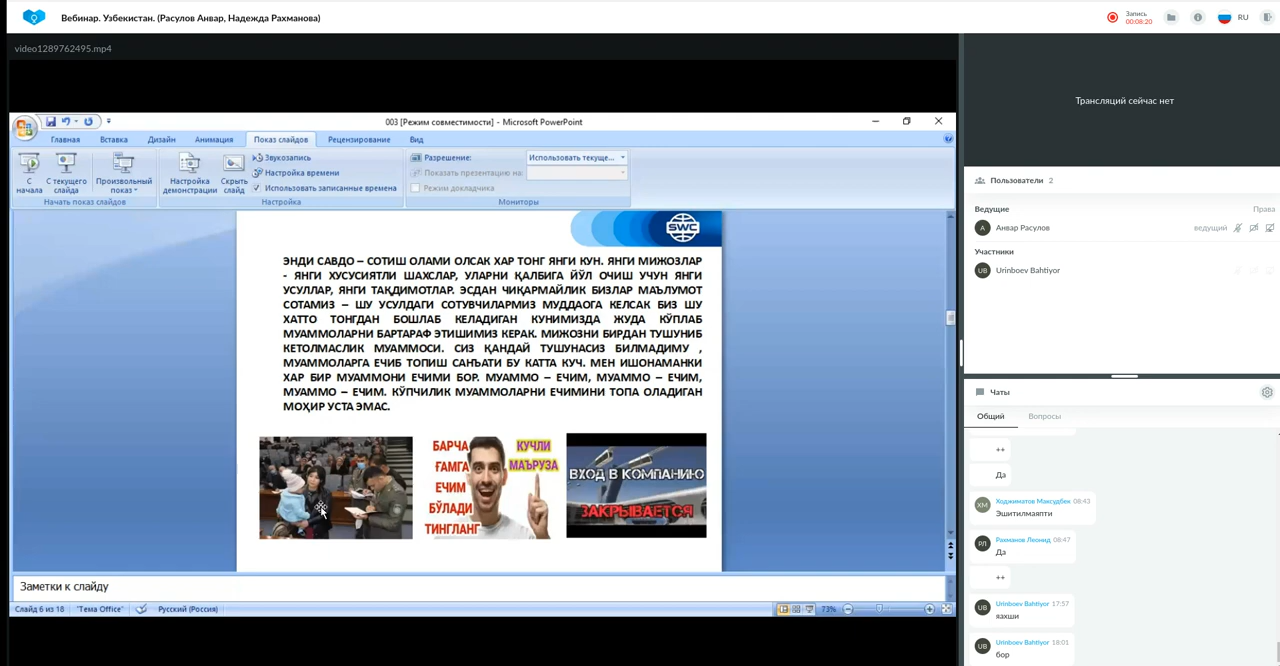 Вебинар. Узбекистан. (Расулов Анвар, Надежда Рахманова)
Запись
00:08:20
RU
video1289762495.mp4
003 [Режим совместимости] - Microsoft PowerPoint
Главная Вставка Дизайн Анимация Показ слайдов Рецензирование Вид
С начала
С текущего слайда
Произвольный показ
Начать показ слайдов
Настройка демонстрации
Скрыть слайд
Звукозапись
Настройка времени
Использовать записанные времена
Настройка
Разрешение: Использовать текуще...
Показать презентацию на:
Режим докладчика
Мониторы
SWC
ЭНДИ САВДО – СОТИШ ОЛАМИ ОЛСАК ХАР ТОНГ ЯНГИ КУН. ЯНГИ МИЖОЗЛАР
- ЯНГИ ХУСУСИЯТЛИ ШАХСЛАР, УЛАРНИ ҚАЛБИГА ЙЎЛ ОЧИШ УЧУН ЯНГИ
УСУЛЛАР, ЯНГИ ТАҚДИМОТЛАР. ЭСДАН ЧИҚАРМАЙЛИК БИЗЛАР МАЪЛУМОТ
СОТАМИЗ – ШУ УСУЛДАГИ СОТУВЧИЛАРМИЗ МУДДАОГА КЕЛСАК БИЗ ШУ
ХАТТО ТОНГДАН БОШЛАБ КЕЛАДИГАН КУНИМИЗДА ЖУДА КЎПЛАБ
МУАММОЛАРНИ БАРТАРАФ ЭТИШИМИЗ КЕРАК. МИЖОЗНИ БИРДАН ТУШУНИБ
КЕТОЛМАСЛИК МУАММОСИ. СИЗ ҚАНДАЙ ТУШУНАСИЗ БИЛМАДИМУ ,
МУАММОЛАРГА ЕЧИБ ТОПИШ САНЪАТИ БУ КАТТА КУЧ. МЕН ИШОНАМАНКИ
ХАР БИР МУАММОНИ ЕЧИМИ БОР. МУАММО – ЕЧИМ, МУАММО – ЕЧИМ,
МУАММО – ЕЧИМ. КЎПЧИЛИК МУАММОЛАРНИ ЕЧИМИНИ ТОПА ОЛАДИГАН
МОҲИР УСТА ЭМАС.
БАРЧА
ҒАМГА
ЕЧИМ
БЎЛАДИ
ТИНГЛАНГ
КУЧЛИ
МАЪРУЗА
ВХОД В КОМПАНИЮ
ЗАКРЫВАЕТСЯ
Заметки к слайду
Слайд 6 из 18 "Тема Office" Русский (Россия) 73%
Трансляций сейчас нет
Пользователи 2
Ведущие Права
А Анвар Расулов ведущий
Участники
UB Urinboev Bahtiyor
Чаты
Общий Вопросы
++
Да
ХМ Ходжиматов Максудбек 08:43
Эшитилмаяпти
РЛ Рахманов Леонид 08:47
Да
++
UB Urinboev Bahtiyor 17:57
яахши
UB Urinboev Bahtiyor 18:01
бор